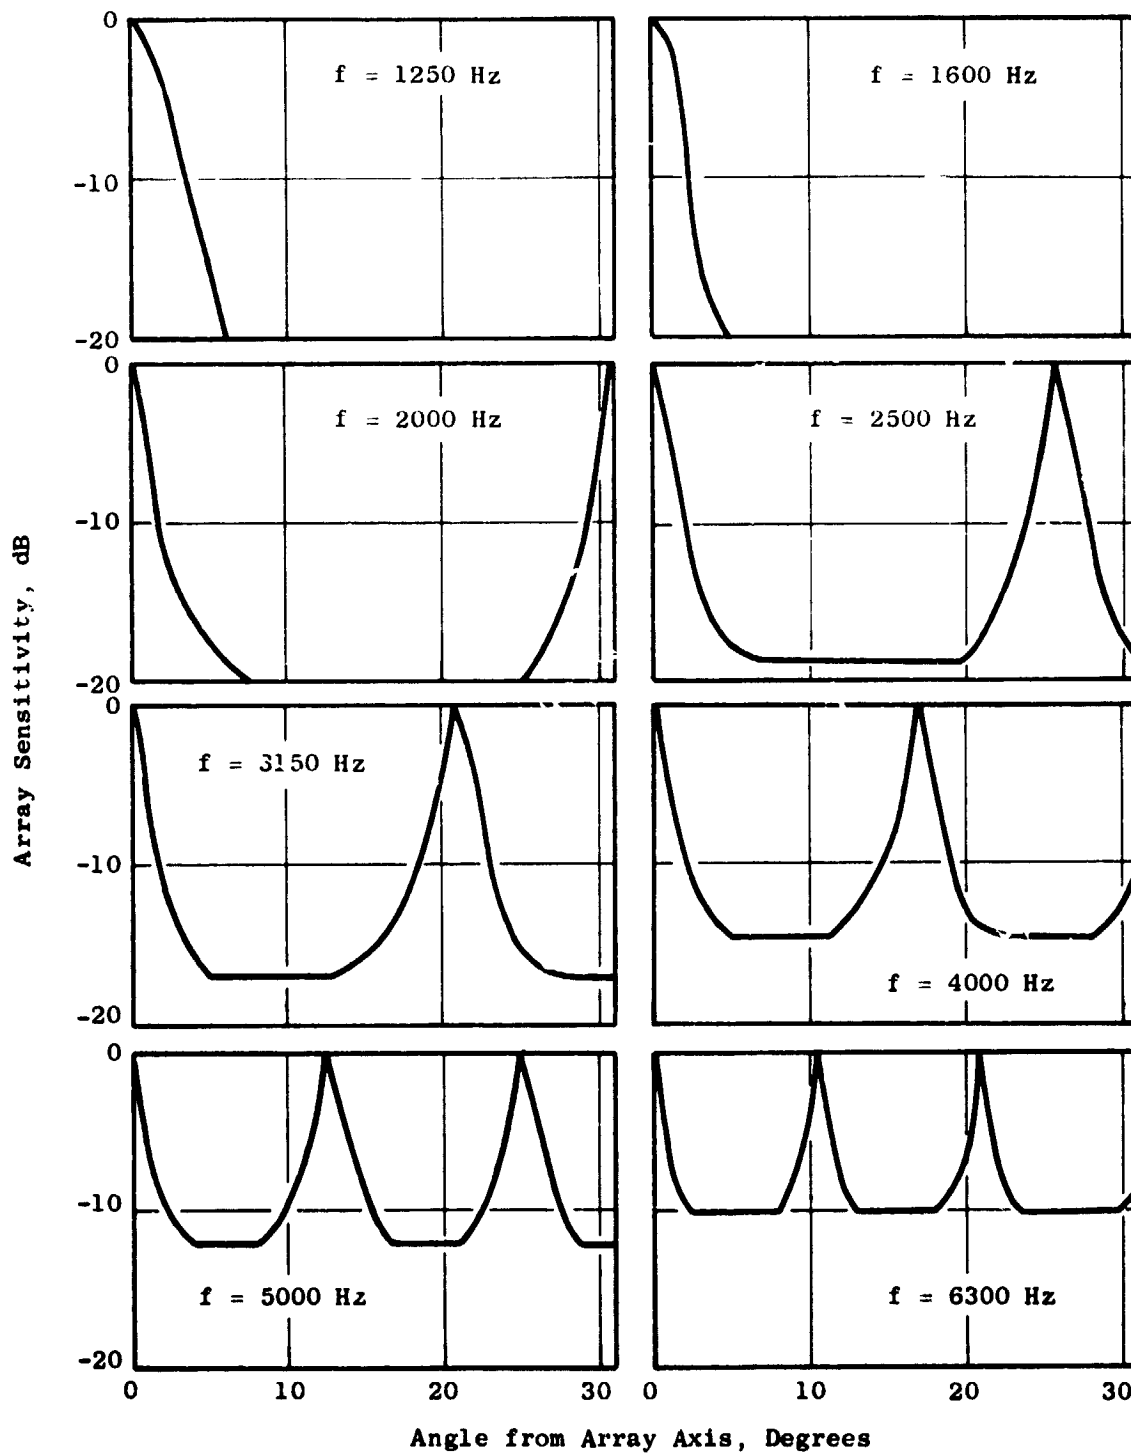 0
f = 1250 Hz
f = 1600 Hz
-10
-20
0
f = 2000 Hz
f = 2500 Hz
-10
-20
0
f = 3150 Hz
-10
-20
f = 4000 Hz
0
-10
f = 5000 Hz
f = 6300 Hz
-20
0
10
20
30
0
10
20
30
Array Sensitivity, dB
Angle from Array Axis, Degrees